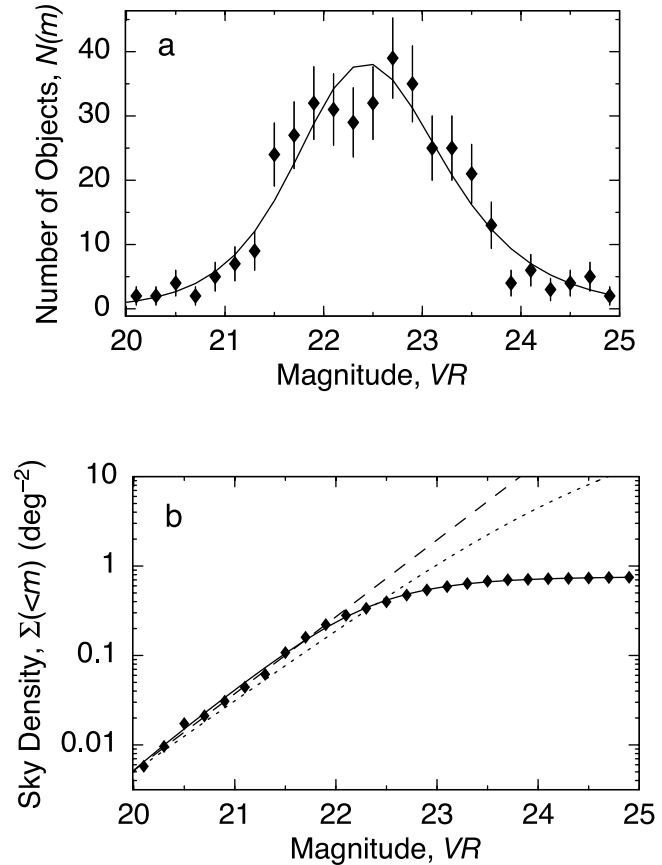 a
Number of Objects, N(m)
40
30
20
10
0
20 21 22 23 24 25
Magnitude, VR
b
Sky Density, Σ(<m) (deg⁻²)
10
1
0.1
0.01
20 21 22 23 24 25
Magnitude, VR